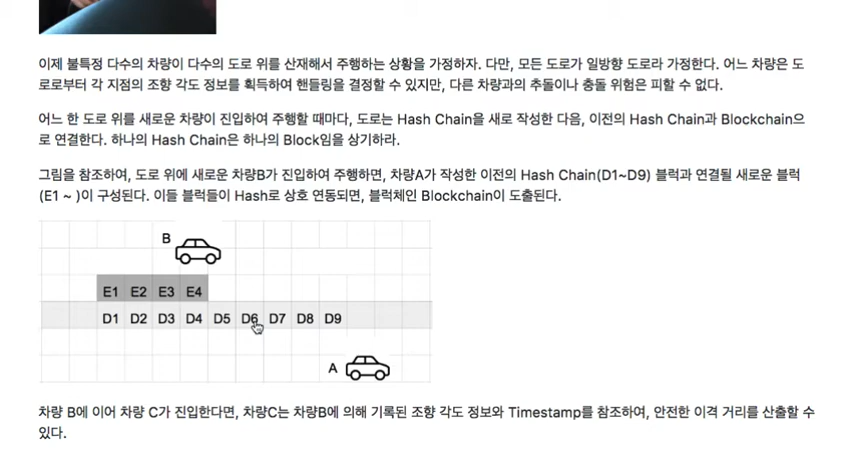 이제 불특정 다수의 차량이 다수의 도로 위를 산재해서 주행하는 상황을 가정하자. 다만, 모든 도로가 일방향 도로라 가정한다. 어느 차량은 도
로로부터 각 지점의 조향 각도 정보를 획득하여 핸들링을 결정할 수 있지만, 다른 차량과의 추돌이나 충돌 위험은 피할 수 없다.
어느 한 도로 위를 새로운 차량이 진입하여 주행할 때마다, 도로는 Hash Chain을 새로 작성한 다음, 이전의 Hash Chain과 Blockchain으
로 연결한다. 하나의 Hash Chain은 하나의 Block임을 상기하라.
그림을 참조하여, 도로 위에 새로운 차량B가 진입하여 주행하면, 차량A가 작성한 이전의 Hash Chain(D1~D9) 블럭과 연결될 새로운 블럭
(E1 ~ )이 구성된다. 이들 블럭들이 Hash로 상호 연동되면, 블럭체인 Blockchain이 도출된다.
B
E1 E2 E3 E4
D1 D2 D3 D4 D5 D6 D7 D8 D9
A
차량 B에 이어 차량 C가 진입한다면, 차량C는 차량B에 의해 기록된 조향 각도 정보와 Timestamp를 참조하여, 안전한 이격 거리를 산출할 수
있다.